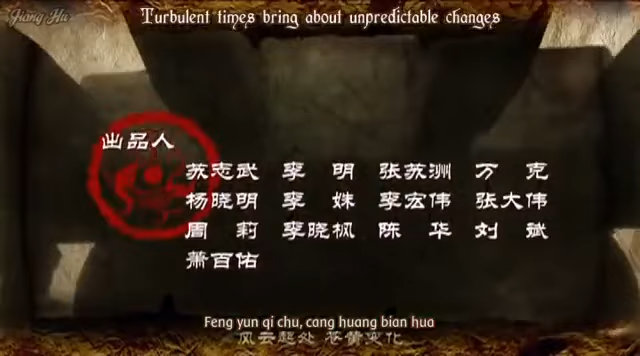 Jiang Hu
Turbulent times bring about unpredictable changes
出品人
苏志武 李 明 张苏洲 万 克
杨晓明 李 姝 李宏伟 张大伟
周 莉 李晓枫 陈 华 刘 斌
萧百佑
Feng yun qi chu, cang huang bian hua
风云起处 苍黄变化